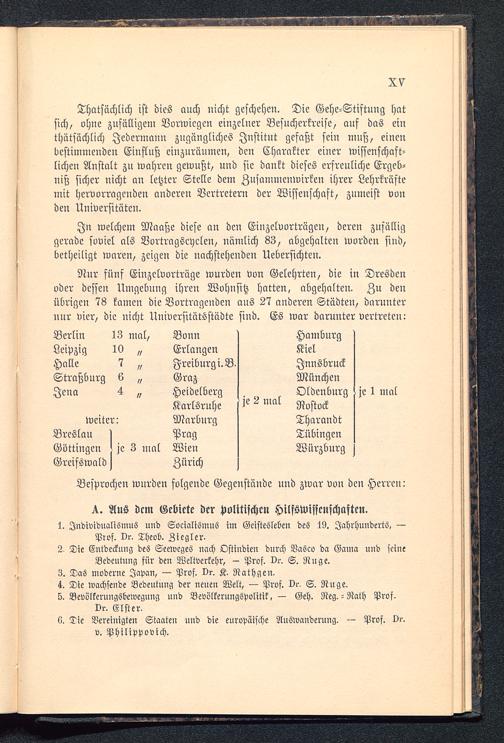 XV
Thatsächlich ist dies auch nicht geschehen. Die Gehe-Stiftung hat
sich, ohne zufälligem Vorwiegen einzelner Besucherkreise, auf das ein
thatsächlich Jedermann zugängliches Institut gefaßt sein muß, einen
bestimmenden Einfluß einzuräumen, den Charakter einer wissenschaft-
lichen Anstalt zu wahren gewußt, und sie dankt dieses erfreuliche Ergeb-
niß sicher nicht an letzter Stelle dem Zusammenwirken ihrer Lehrkräfte
mit hervorragenden anderen Vertretern der Wissenschaft, zumeist von
den Universitäten.
In welchem Maaße diese an den Einzelvorträgen, deren zufällig
gerade soviel als Vortragscyclen, nämlich 83, abgehalten worden sind,
betheiligt waren, zeigen die nachstehenden Uebersichten.
Nur fünf Einzelvorträge wurden von Gelehrten, die in Dresden
oder dessen Umgebung ihren Wohnsitz hatten, abgehalten. Zu den
übrigen 78 kamen die Vortragenden aus 27 anderen Städten, darunter
nur vier, die nicht Universitätsstädte sind. Es war darunter vertreten:
Berlin 13 mal, Bonn Hamburg
Leipzig 10 „ Erlangen Kiel
Halle 7 „ Freiburg i. B. Innsbruck
Straßburg 6 „ Graz München
Jena 4 „ Heidelberg Oldenburg je 1 mal
Karlsruhe je 2 mal Rostock
weiter: Marburg Tharandt
Breslau Prag Tübingen
Göttingen je 3 mal Wien Würzburg
Greifswald Zürich
Besprochen wurden folgende Gegenstände und zwar von den Herren:
A. Aus dem Gebiete der politischen Hilfswissenschaften.
1. Individualismus und Socialismus im Geistesleben des 19. Jahrhunderts, —
Prof. Dr. Theob. Ziegler.
2. Die Entdeckung des Seeweges nach Ostindien durch Vasco da Gama und seine
Bedeutung für den Weltverkehr, — Prof. Dr. S. Ruge.
3. Das moderne Japan, — Prof. Dr. K. Rathgen.
4. Die wachsende Bedeutung der neuen Welt, — Prof. Dr. S. Ruge.
5. Bevölkerungsbewegung und Bevölkerungspolitik, — Geh. Reg.-Rath Prof.
Dr. Elster.
6. Die Vereinigten Staaten und die europäische Auswanderung. — Prof. Dr.
v. Philippovich.